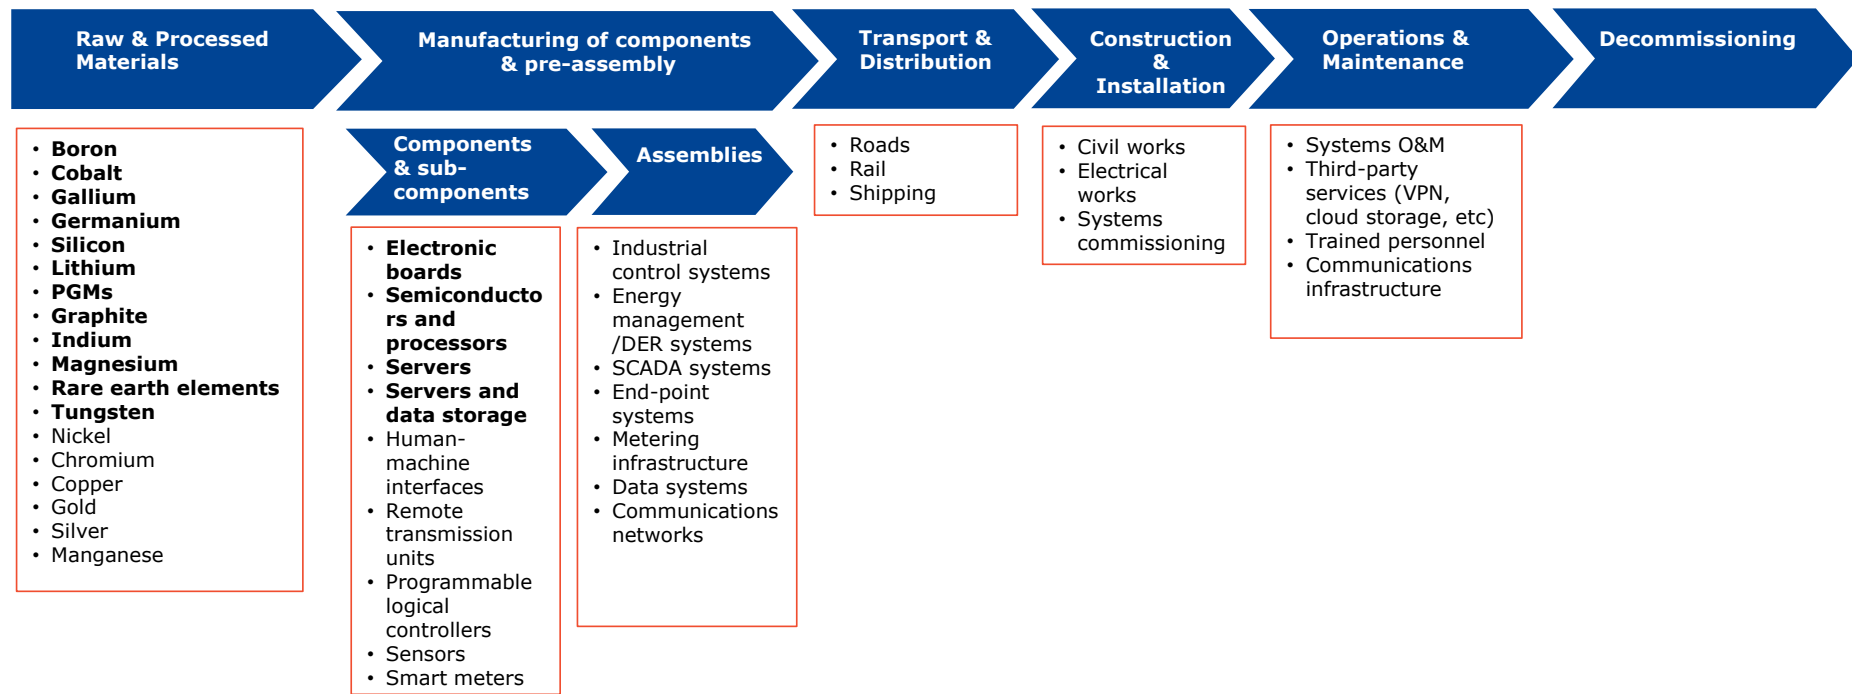 Raw & Processed
Materials
Manufacturing of components
& pre-assembly
Transport &
Distribution
Construction
&
Installation
Operations &
Maintenance
Decommissioning
• Boron
• Cobalt
• Gallium
• Germanium
• Silicon
• Lithium
• PGMs
• Graphite
• Indium
• Magnesium
• Rare earth elements
• Tungsten
• Nickel
• Chromium
• Copper
• Gold
• Silver
• Manganese
Components
& sub-
components
• Electronic
boards
• Semiconducto
rs and
processors
• Servers
• Servers and
data storage
• Human-
machine
interfaces
• Remote
transmission
units
• Programmable
logical
controllers
• Sensors
• Smart meters
Assemblies
• Industrial
control systems
• Energy
management
/DER systems
• SCADA systems
• End-point
systems
• Metering
infrastructure
• Data systems
• Communications
networks
• Roads
• Rail
• Shipping
• Civil works
• Electrical
works
• Systems
commissioning
• Systems O&M
• Third-party
services (VPN,
cloud storage, etc)
• Trained personnel
• Communications
infrastructure